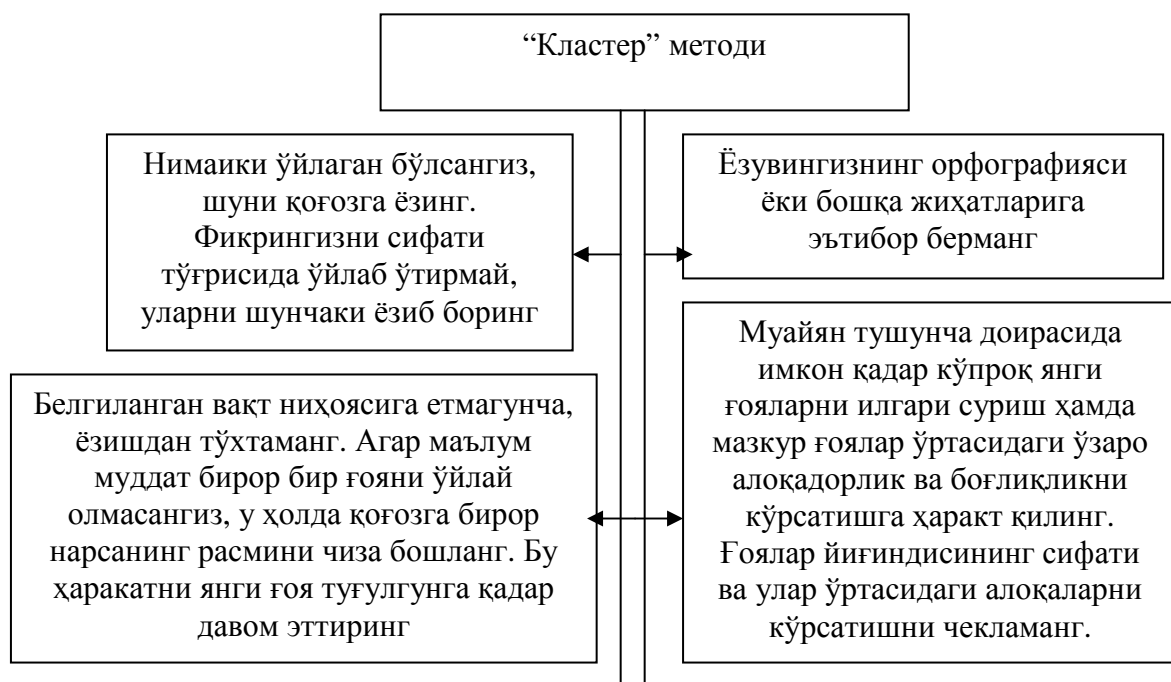 “Кластер” методи
Нимаики ўйлаган бўлсангиз,
шуни қоғозга ёзинг.
Фикрингизни сифати
тўғрисида ўйлаб ўтирмай,
уларни шунчаки ёзиб боринг
Ёзувингизнинг орфографияси
ёки бошқа жиҳатларига
эътибор берманг
Белгиланган вақт ниҳоясига етмагунча,
ёзишдан тўхтаманг. Агар маълум
муддат бирор бир ғояни ўйлай
олмасангиз, у ҳолда қоғозга бирор
нарсанинг расмини чиза бошланг. Бу
ҳаракатни янги ғоя туғулгунга қадар
давом эттиринг
Муайян тушунча доирасида
имкон қадар кўпроқ янги
ғояларни илгари суриш ҳамда
мазкур ғоялар ўртасидаги ўзаро
алоқадорлик ва боғлиқликни
кўрсатишга ҳаракт қилинг.
Ғоялар йиғиндисининг сифати
ва улар ўртасидаги алоқаларни
кўрсатишни чекламанг.